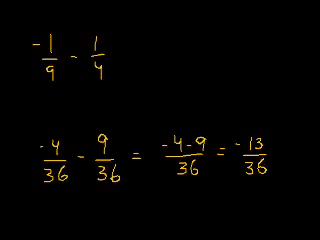 -1/9 - 1/4
-4/36 - 9/36 = -4-9/36 = -13/36